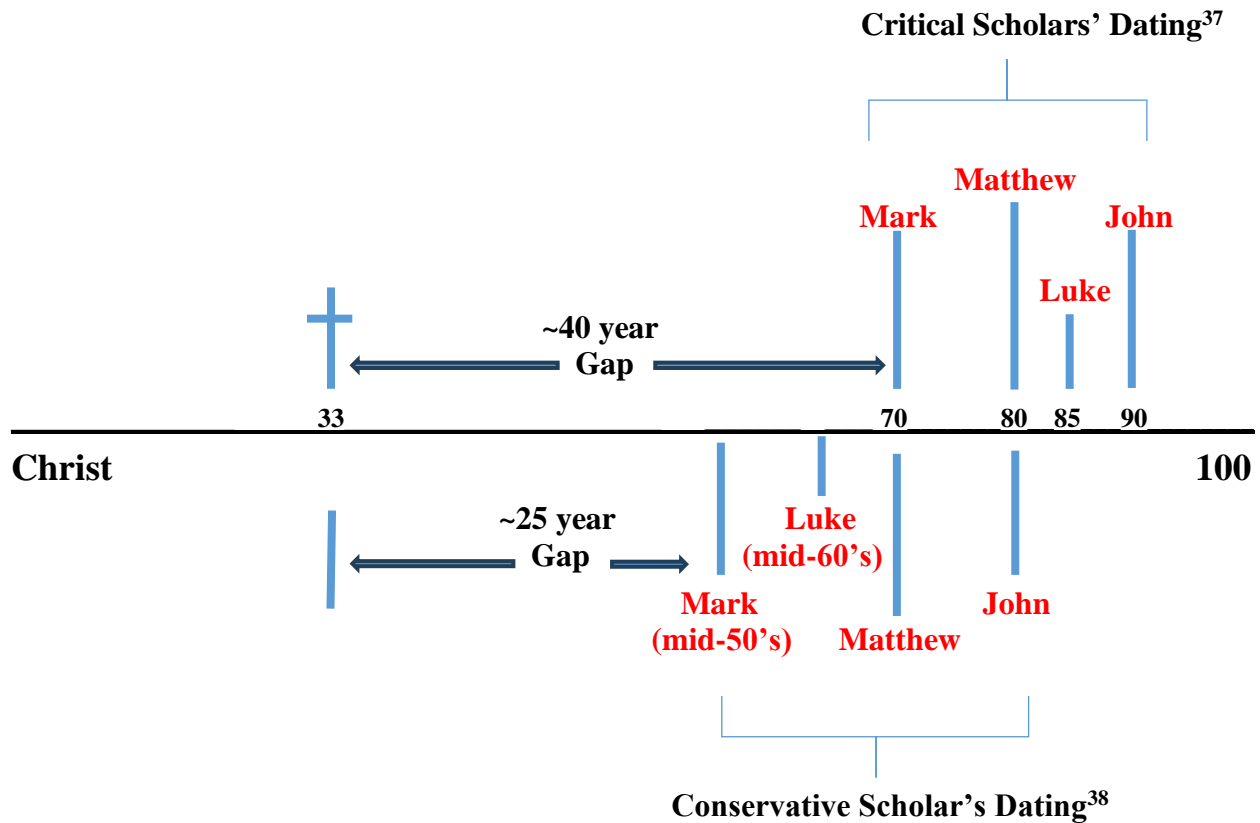 Critical Scholars’ Dating37
Matthew
Mark
John
Luke
~40 year
Gap
33
70
80
85
90
Christ
100
~25 year
Gap
Luke
(mid-60’s)
Mark
(mid-50’s)
Matthew
John
Conservative Scholar’s Dating38